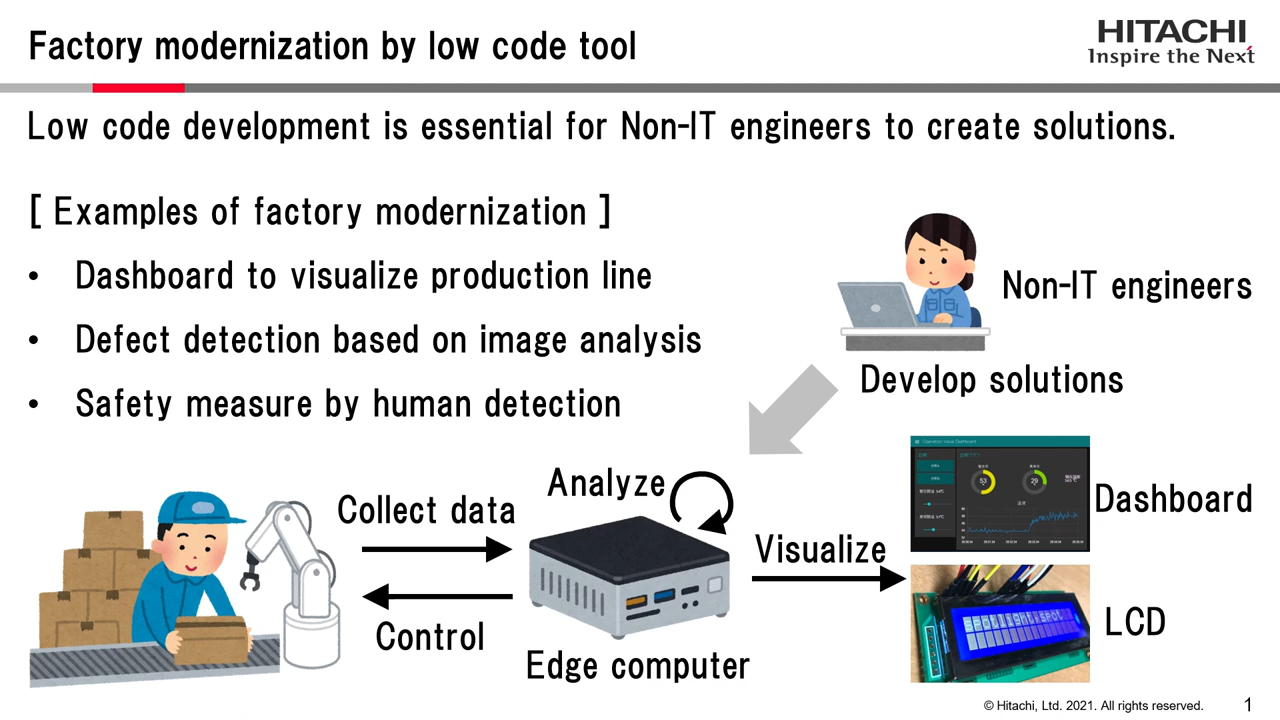 Factory modernization by low code tool
HITACHI
Inspire the Next
Low code development is essential for Non-IT engineers to create solutions.
[ Examples of factory modernization ]
• Dashboard to visualize production line
• Defect detection based on image analysis
• Safety measure by human detection
Non-IT engineers
Develop solutions
Collect data
Control
Analyze
Edge computer
Visualize
53
29
Dashboard
LCD
© Hitachi, Ltd. 2021. All rights reserved.
1